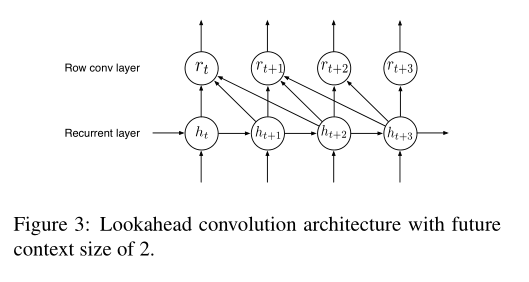 Row conv layer r_t r_{t+1} r_{t+2} r_{t+3}
Recurrent layer h_t h_{t+1} h_{t+2} h_{t+3}
Figure 3: Lookahead convolution architecture with future
context size of 2.